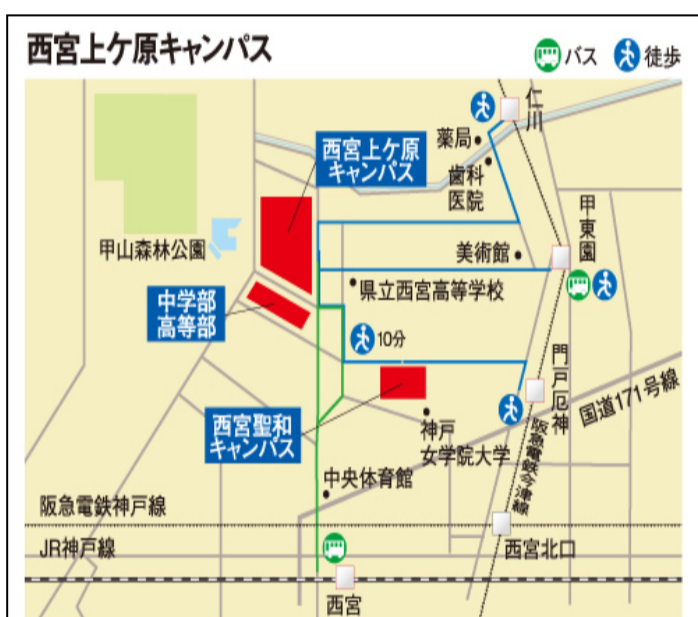 西宮上ケ原キャンパス
バス
徒歩
仁川
薬局
歯科
医院
西宮上ケ原
キャンパス
甲東園
美術館
甲山森林公園
県立西宮高等学校
中学部
高等部
10分
門戸厄神
国道171号線
西宮聖和
キャンパス
神戸
女学院大学
阪急電鉄今津線
中央体育館
阪急電鉄神戸線
JR神戸線
西宮北口
西宮